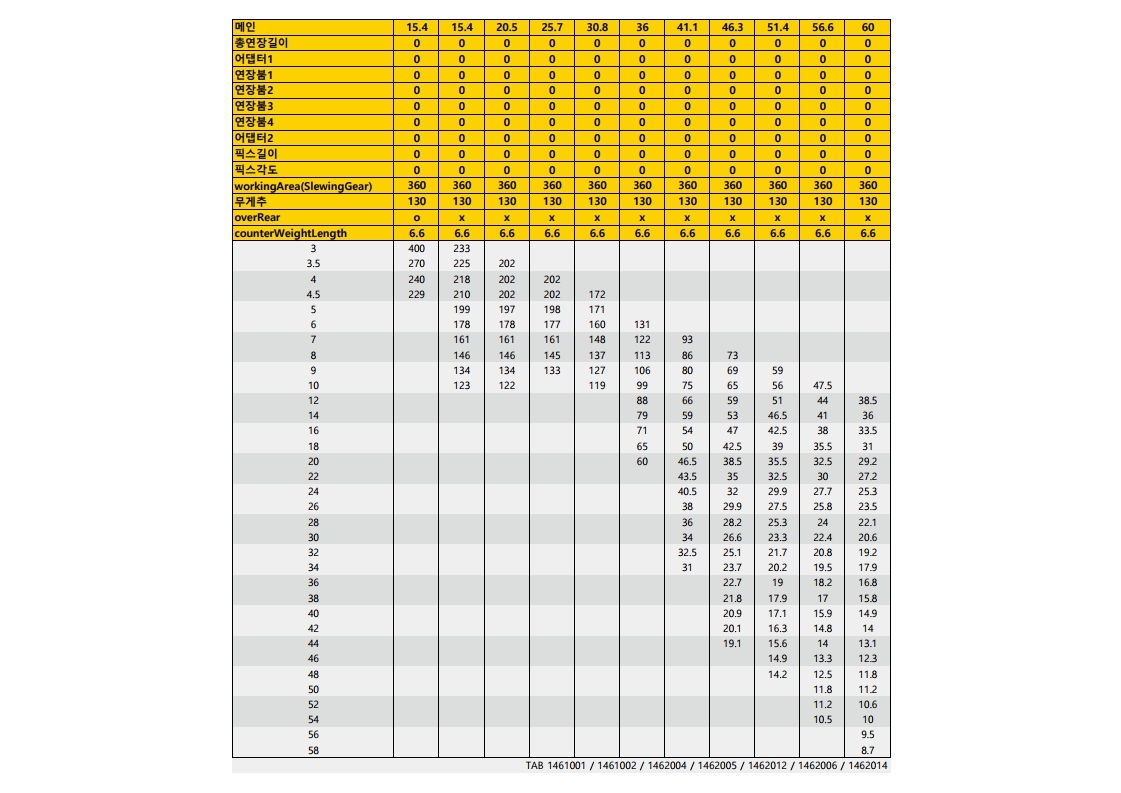 메인 15.4 15.4 20.5 25.7 30.8 36 41.1 46.3 51.4 56.6 60
총연장길이 0 0 0 0 0 0 0 0 0 0 0
어댑터1 0 0 0 0 0 0 0 0 0 0 0
연장붐1 0 0 0 0 0 0 0 0 0 0 0
연장붐2 0 0 0 0 0 0 0 0 0 0 0
연장붐3 0 0 0 0 0 0 0 0 0 0 0
연장붐4 0 0 0 0 0 0 0 0 0 0 0
어댑터2 0 0 0 0 0 0 0 0 0 0 0
픽스길이 0 0 0 0 0 0 0 0 0 0 0
픽스각도 0 0 0 0 0 0 0 0 0 0 0
workingArea(SlewingGear) 360 360 360 360 360 360 360 360 360 360 360
무게추 130 130 130 130 130 130 130 130 130 130 130
overRear o x x x x x x x x x x
counterWeightLength 6.6 6.6 6.6 6.6 6.6 6.6 6.6 6.6 6.6 6.6 6.6
3 400 233
3.5 270 225 202
4 240 218 202 202
4.5 229 210 202 202 172
5 199 197 198 171
6 178 178 177 160 131
7 161 161 161 148 122 93
8 146 146 145 137 113 86 73
9 134 134 133 127 106 80 69 59
10 123 122 119 99 75 65 56 47.5
12 88 66 59 51 44 38.5
14 79 59 53 46.5 41 36
16 71 54 47 42.5 38 33.5
18 65 50 42.5 39 35.5 31
20 60 46.5 38.5 35.5 32.5 29.2
22 43.5 35 32.5 30 27.2
24 40.5 32 29.9 27.7 25.3
26 38 29.9 27.5 25.8 23.5
28 36 28.2 25.3 24 22.1
30 34 26.6 23.3 22.4 20.6
32 32.5 25.1 21.7 20.8 19.2
34 31 23.7 20.2 19.5 17.9
36 22.7 19 18.2 16.8
38 21.8 17.9 17 15.8
40 20.9 17.1 15.9 14.9
42 20.1 16.3 14.8 14
44 19.1 15.6 14 13.1
46 14.9 13.3 12.3
48 14.2 12.5 11.8
50 11.8 11.2
52 11.2 10.6
54 10.5 10
56 9.5
58 8.7
TAB 1461001 / 1461002 / 1462004 / 1462005 / 1462012 / 1462006 / 1462014